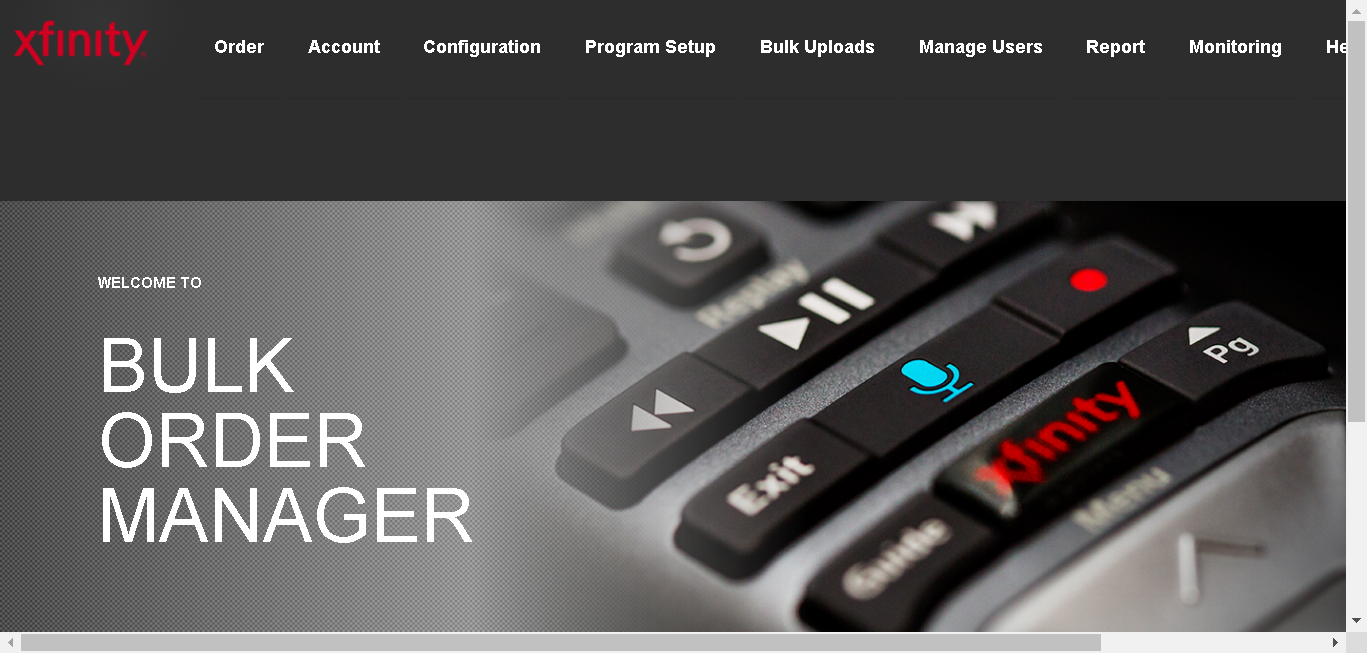 xfinity
Order Account Configuration Program Setup Bulk Uploads Manage Users Report Monitoring He
WELCOME TO
BULK
ORDER
MANAGER
Replay
Pg
xfinity
Exit
Menu
Guide